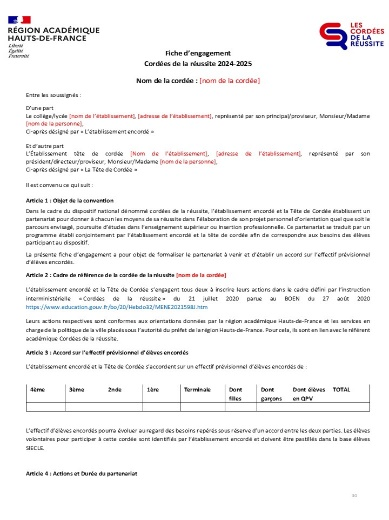 RÉGION ACADÉMIQUE
HAUTS-DE-FRANCE
Liberté
Égalité
Fraternité
LES
CORDÉES
DE LA
RÉUSSITE
Fiche d'engagement
Cordées de la réussite 2024-2025
Nom de la cordée : [nom de la cordée]
Entre les soussignés :
D'une part
Le collège/lycée [nom de l'établissement], [adresse de l'établissement], représenté par son principal/proviseur, Monsieur/Madame
[nom de la personne],
Ci-après désigné par « L'établissement encordé »
Et d'autre part
L'Établissement tête de cordée [Nom de l'établissement], [adresse de l'établissement], représenté par son
président/directeur/proviseur, Monsieur/Madame [nom de la personne],
Ci-après désigné par « La Tête de Cordée »
Il est convenu ce qui suit :
Article 1 : Objet de la convention
Dans le cadre du dispositif national dénommé cordées de la réussite, l'établissement encordé et la Tête de Cordée établissent un
partenariat pour donner à chacun les moyens de sa réussite dans l'élaboration de son projet personnel d'orientation quel que soit le
parcours envisagé, poursuite d'études dans l'enseignement supérieur ou insertion professionnelle. Ce partenariat se traduit par un
programme établi conjointement par l'établissement encordé et la tête de cordée afin de correspondre aux besoins des élèves
participant au dispositif.
La présente fiche d'engagement a pour objet de formaliser le partenariat à venir et d'établir un accord sur l'effectif prévisionnel
d'élèves encordés.
Article 2 : Cadre de référence de la cordée de la réussite [nom de la cordée]
L'établissement encordé et la Tête de Cordée s'engagent tous deux à inscrire leurs actions dans le cadre défini par l'instruction
interministérielle « Cordées de la réussite » du 21 juillet 2020 parue au BOEN du 27 août 2020
https://www.education.gouv.fr/bo/20/Hebdo32/MENE2021598J.htm
Leurs actions respectives sont conformes aux orientations données par la région académique Hauts-de-France et les services en
charge de la politique de la ville placés sous l'autorité du préfet de la région Hauts-de-France. Pour cela, ils sont en lien avec le référent
académique Cordées de la réussite.
Article 3 : Accord sur l'effectif prévisionnel d'élèves encordés
L'établissement encordé et la Tête de Cordée s'accordent sur un effectif prévisionnel d'élèves encordés de :
4ème 3ème 2nde 1ère Terminale Dont filles Dont garçons Dont élèves en QPV TOTAL
L'effectif d'élèves encordés pourra évoluer au regard des besoins repérés sous réserve d'un accord entre les deux parties. Les élèves
volontaires pour participer à cette cordée sont identifiés par l'établissement encordé et doivent être pastillés dans la base élèves
SIECLE.
Article 4 : Actions et Durée du partenariat